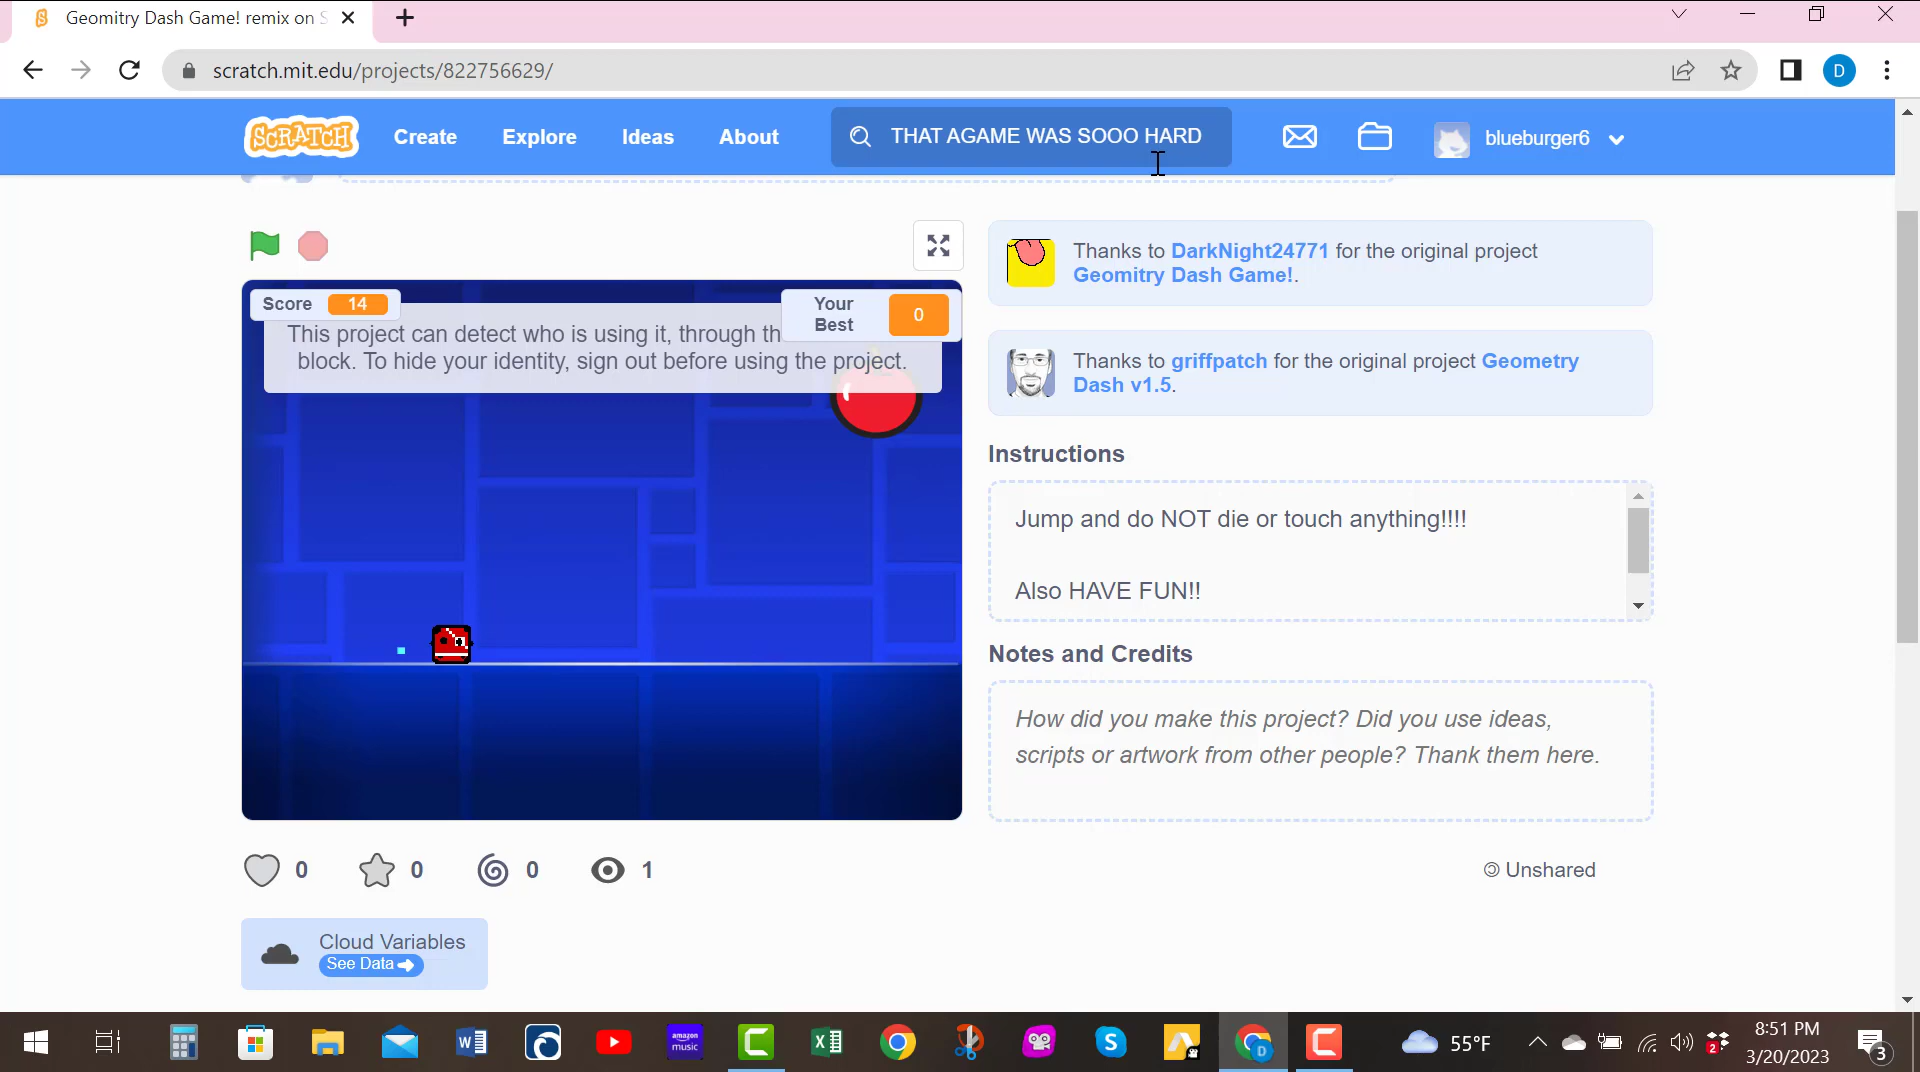 Geomitry Dash Game! remix on S
scratch.mit.edu/projects/822756629/
D
SCRATCH
Create
Explore
Ideas
About
THAT AGAME WAS SOOO HARD
blueburger6
Score 14
Your
Best
0
This project can detect who is using it, through th
block. To hide your identity, sign out before using the project.
Thanks to DarkNight24771 for the original project
Geomitry Dash Game!.
Thanks to griffpatch for the original project Geometry
Dash v1.5.
Instructions
Jump and do NOT die or touch anything!!!!
Also HAVE FUN!!
Notes and Credits
How did you make this project? Did you use ideas,
scripts or artwork from other people? Thank them here.
0
0
0
1
Unshared
Cloud Variables
See Data
amazon
music
D
55°F
2
8:51 PM
3/20/2023
3